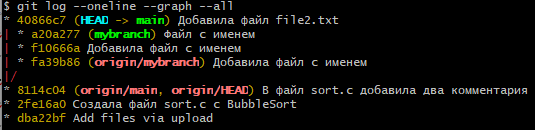 $ git log --oneline --graph --all
* 40866c7 (HEAD -> main) Добавила файл file2.txt
| * a20a277 (mybranch) Файл с именем
| * f10666a Добавила файл с именем
| * fa39b86 (origin/mybranch) Добавила файл с именем
|/
* 8114c04 (origin/main, origin/HEAD) В файл sort.c добавила два комментария
* 2fe16a0 Создала файл sort.c с BubbleSort
* dba22bf Add files via upload